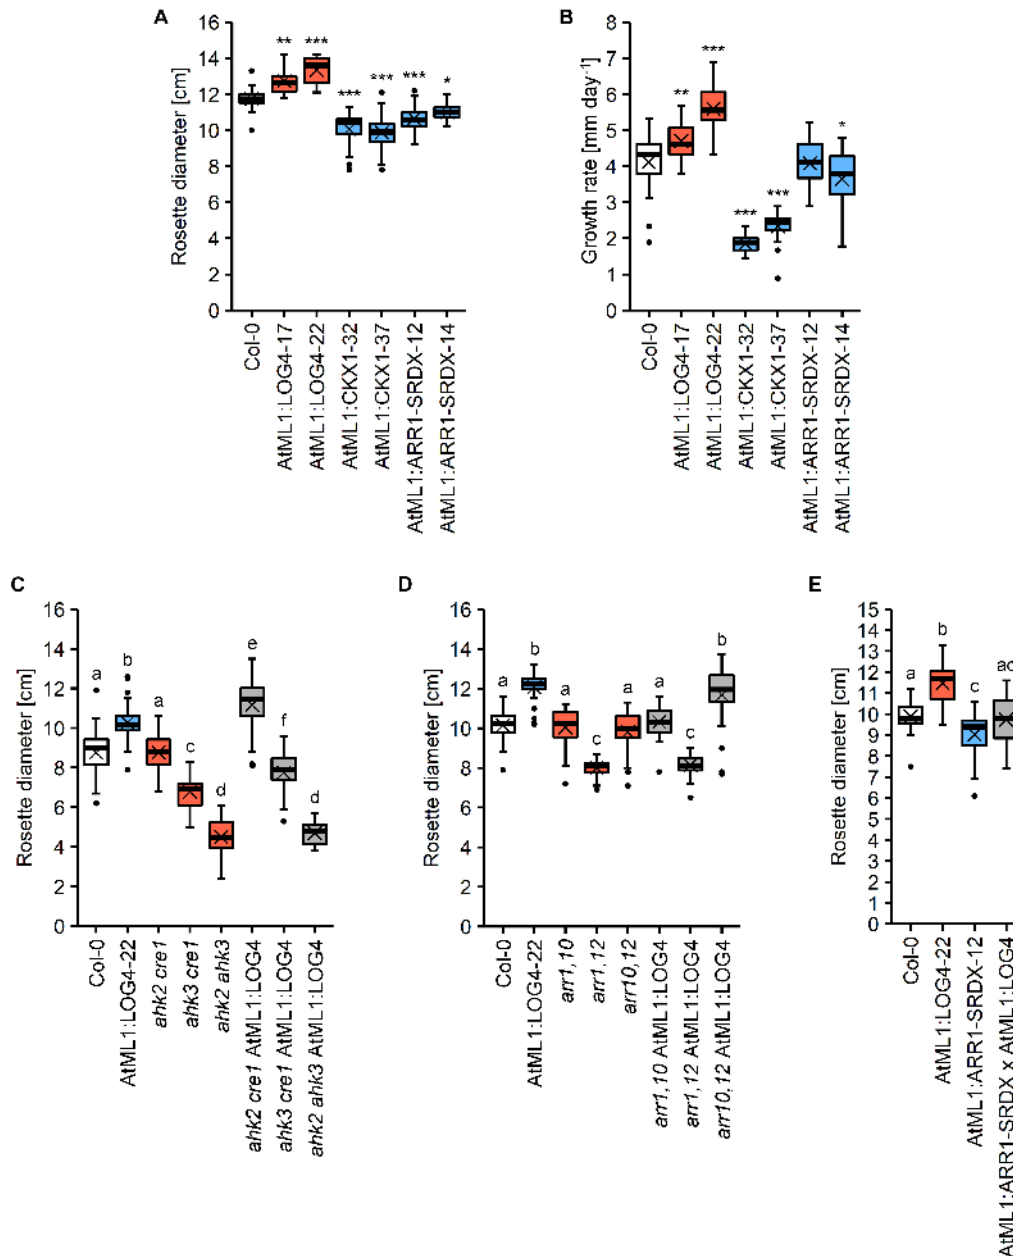 A
Rosette diameter [cm]
16
14
12
10
8
6
4
2
0
** *** *** *** *** *
Col-0
AtML1:LOG4-17
AtML1:LOG4-22
AtML1:CKX1-32
AtML1:CKX1-37
AtML1:ARR1-SRDX-12
AtML1:ARR1-SRDX-14
B
Growth rate [mm day-1]
8
7
6
5
4
3
2
1
0
** *** *** *** *
Col-0
AtML1:LOG4-17
AtML1:LOG4-22
AtML1:CKX1-32
AtML1:CKX1-37
AtML1:ARR1-SRDX-12
AtML1:ARR1-SRDX-14
C
Rosette diameter [cm]
16
14
12
10
8
6
4
2
0
a b a c d e f d
Col-0
AtML1:LOG4-22
ahk2 cre1
ahk3 cre1
ahk2 ahk3
ahk2 cre1 AtML1:LOG4
ahk3 cre1 AtML1:LOG4
ahk2 ahk3 AtML1:LOG4
D
Rosette diameter [cm]
16
14
12
10
8
6
4
2
0
a b a c a a c b
Col-0
AtML1:LOG4-22
arr1,10
arr1,12
arr10,12
arr1,10 AtML1:LOG4
arr1,12 AtML1:LOG4
arr10,12 AtML1:LOG4
E
Rosette diameter [cm]
15
14
13
12
11
10
9
8
7
6
5
4
3
2
1
0
a b c ac
Col-0
AtML1:LOG4-22
AtML1:ARR1-SRDX-12
AtML1:ARR1-SRDX x AtML1:LOG4